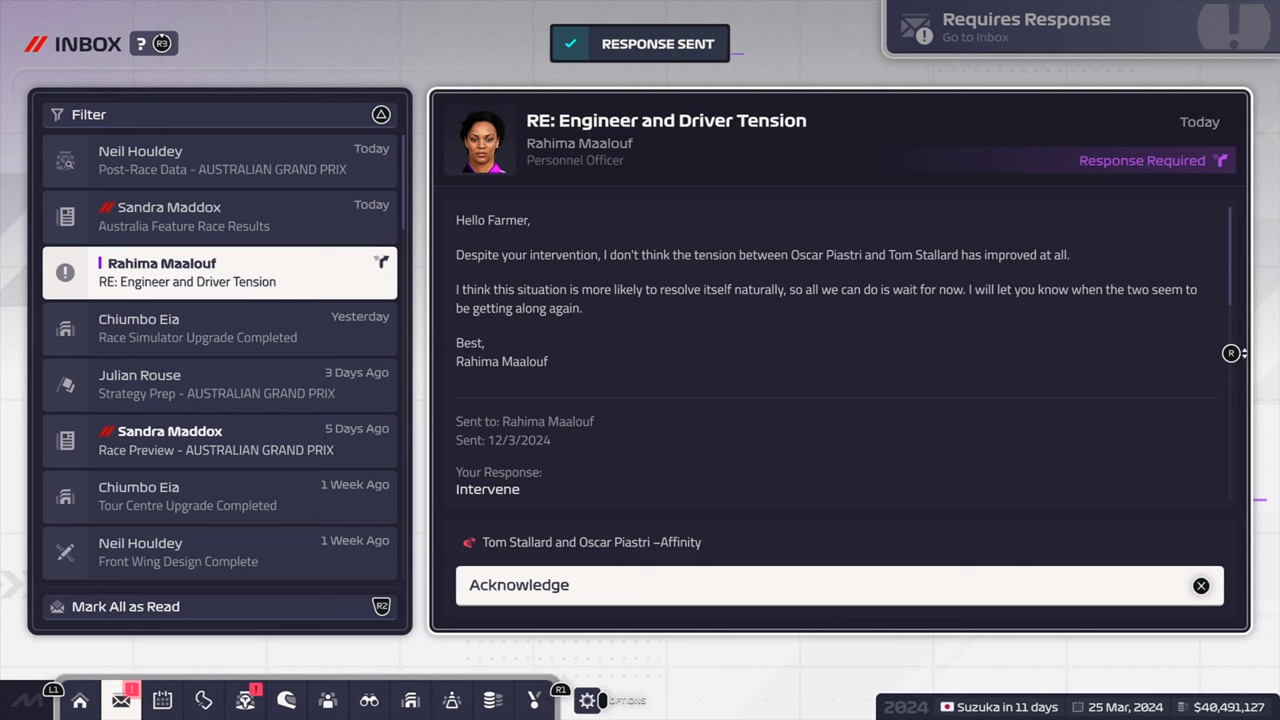 INBOX ? R3
RESPONSE SENT
Requires Response
Go to Inbox
Filter
Neil Houldey
Today
Post-Race Data - AUSTRALIAN GRAND PRIX
Sandra Maddox
Today
Australia Feature Race Results
Rahima Maalouf
RE: Engineer and Driver Tension
Chiumbo Eia
Yesterday
Race Simulator Upgrade Completed
Julian Rouse
3 Days Ago
Strategy Prep - AUSTRALIAN GRAND PRIX
Sandra Maddox
5 Days Ago
Race Preview - AUSTRALIAN GRAND PRIX
Chiumbo Eia
1 Week Ago
Tour Centre Upgrade Completed
Neil Houldey
1 Week Ago
Front Wing Design Complete
Mark All as Read
R2
RE: Engineer and Driver Tension
Today
Rahima Maalouf
Personnel Officer
Response Required
Hello Farmer,
Despite your intervention, I don't think the tension between Oscar Piastri and Tom Stallard has improved at all.
I think this situation is more likely to resolve itself naturally, so all we can do is wait for now. I will let you know when the two seem to
be getting along again.
Best,
Rahima Maalouf
R
Sent to: Rahima Maalouf
Sent: 12/3/2024
Your Response:
Intervene
Tom Stallard and Oscar Piastri –Affinity
Acknowledge
L1
R1
OPTIONS
2024
Suzuka in 11 days
25 Mar, 2024
$40,491,127